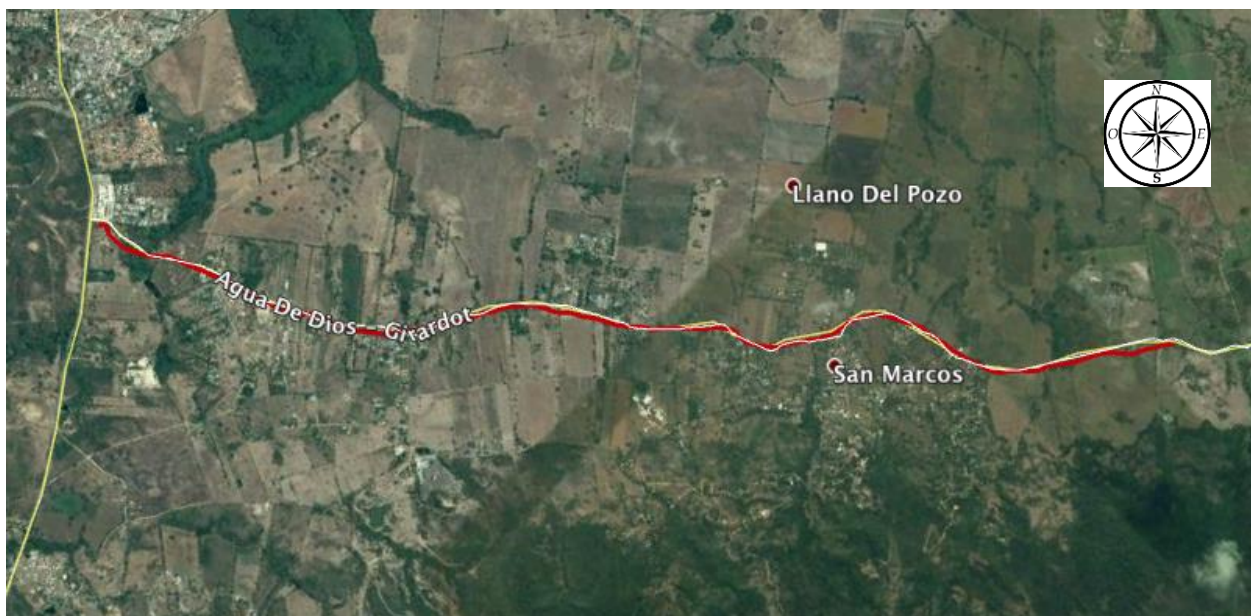 N
O E
S
Llano Del Pozo
Agua De Dios - Girardot
San Marcos